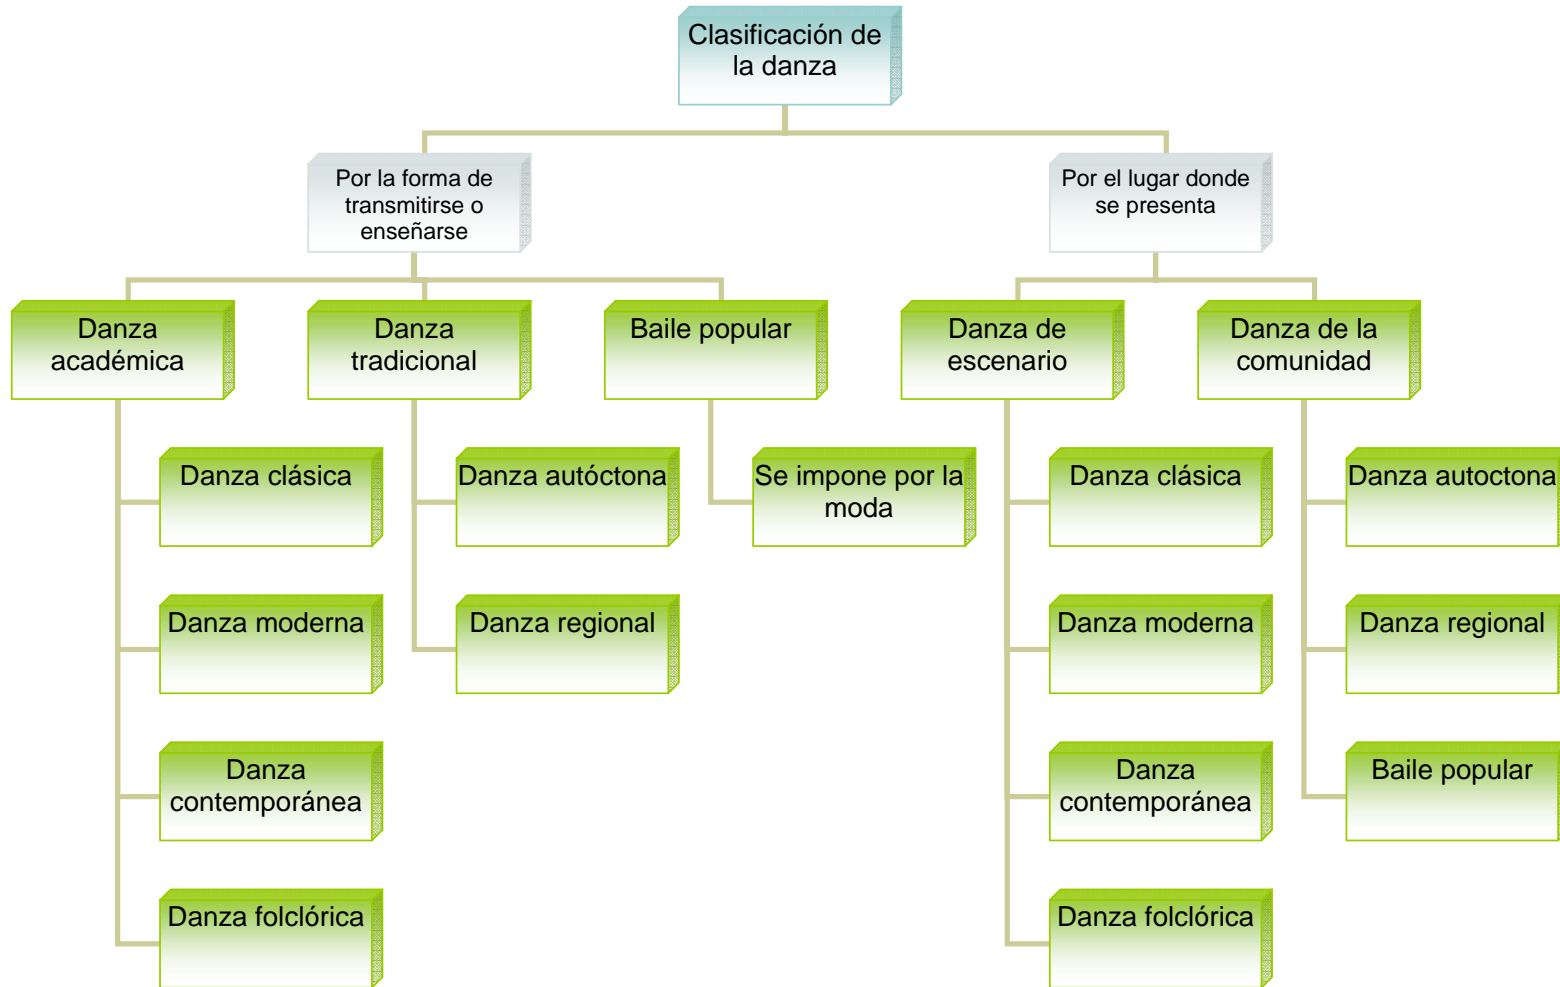 Clasificación de
la danza
Por la forma de
transmitirse o
enseñarse
Por el lugar donde
se presenta
Danza
académica
Danza
tradicional
Baile popular
Danza de
escenario
Danza de la
comunidad
Danza clásica
Danza autóctona
Se impone por la
moda
Danza clásica
Danza autoctona
Danza moderna
Danza regional
Danza moderna
Danza regional
Danza
contemporánea
Danza
contemporánea
Baile popular
Danza folclórica
Danza folclórica